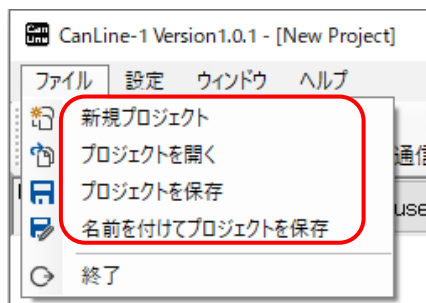 CanLine-1 Version1.0.1 - [New Project]
ファイル 設定 ウィンドウ ヘルプ
新規プロジェクト
プロジェクトを開く
通信
プロジェクトを保存
use
名前を付けてプロジェクトを保存
終了